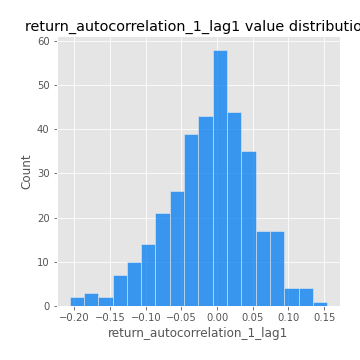 return_autocorrelation_1_lag1 value distributio
60
50
40
30
20
10
0
Count
−0.20 −0.15 −0.10 −0.05 0.00 0.05 0.10 0.15
return_autocorrelation_1_lag1